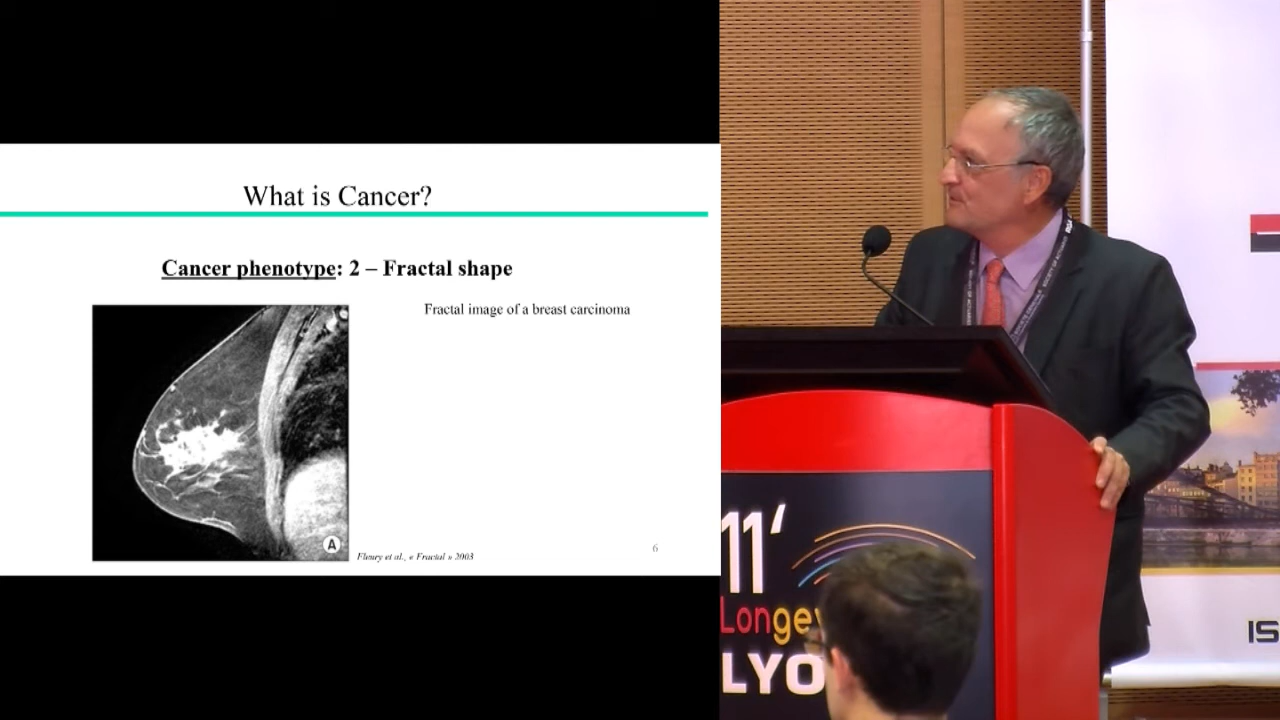 What is Cancer?
Cancer phenotype: 2 – Fractal shape
Fractal image of a breast carcinoma
A
Fleury et al., « Fractal » 2003
6
11‘
Longev
LYO
IS